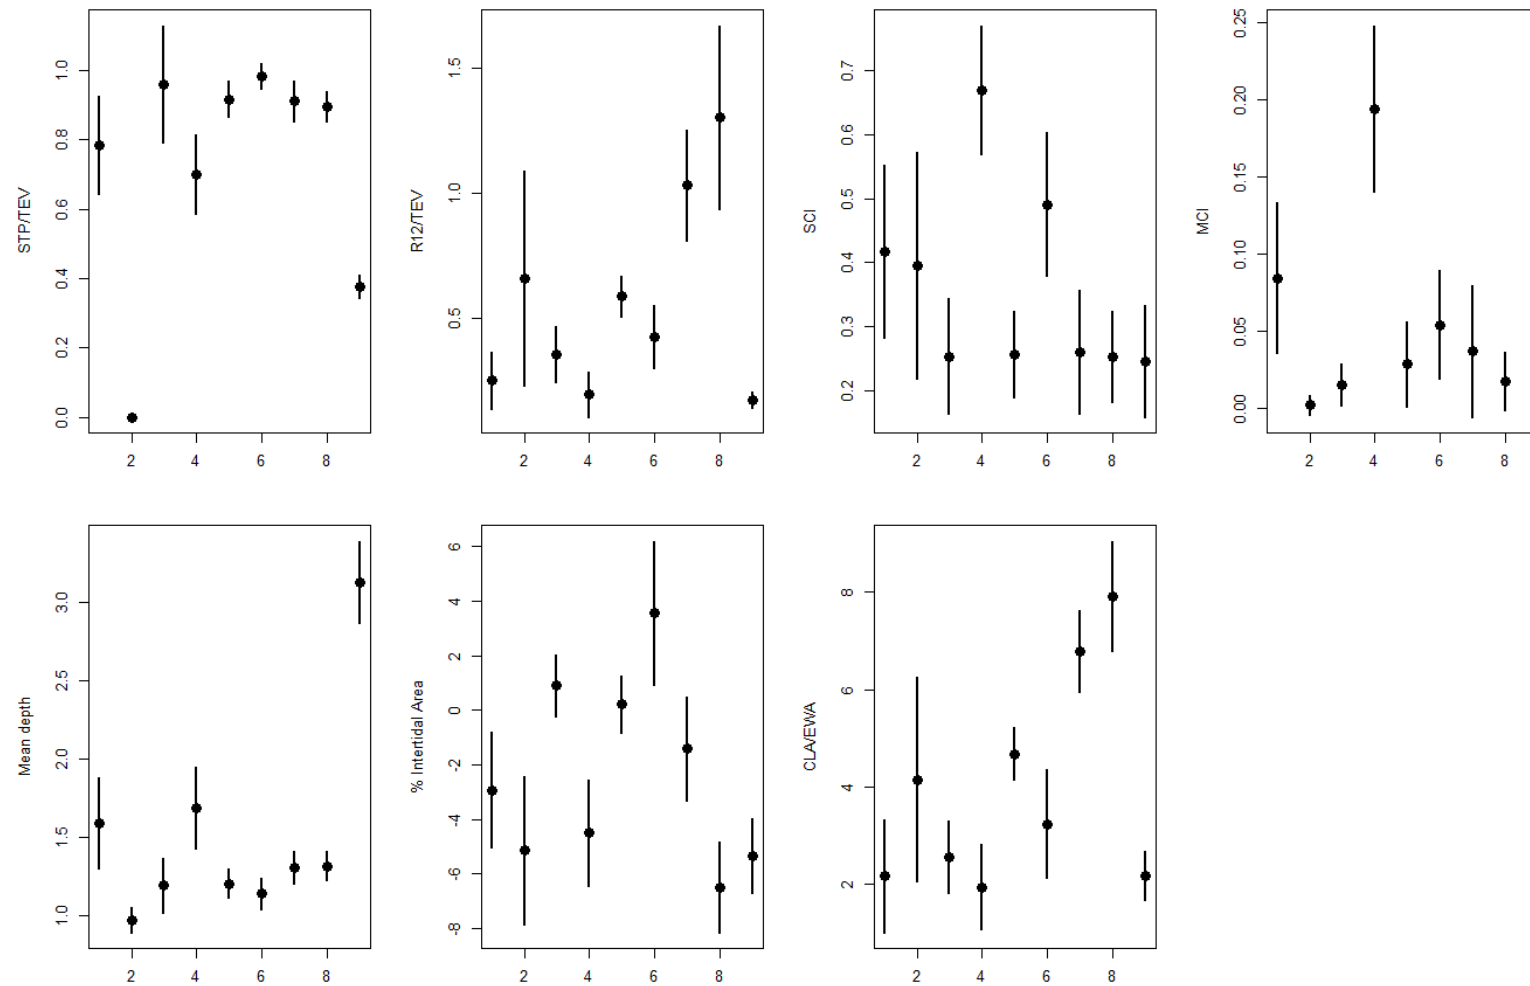 STP/TEV
0.0 0.2 0.4 0.6 0.8 1.0
2 4 6 8
R12/TEV
0.5 1.0 1.5
2 4 6 8
SCI
0.2 0.3 0.4 0.5 0.6 0.7
2 4 6 8
MCI
0.00 0.05 0.10 0.15 0.20 0.25
2 4 6 8
Mean depth
1.0 1.5 2.0 2.5 3.0
2 4 6 8
% Intertidal Area
-8 -6 -4 -2 0 2 4 6
2 4 6 8
CLA/EWA
2 4 6 8
2 4 6 8